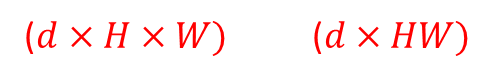 (d × H × W) (d × HW)